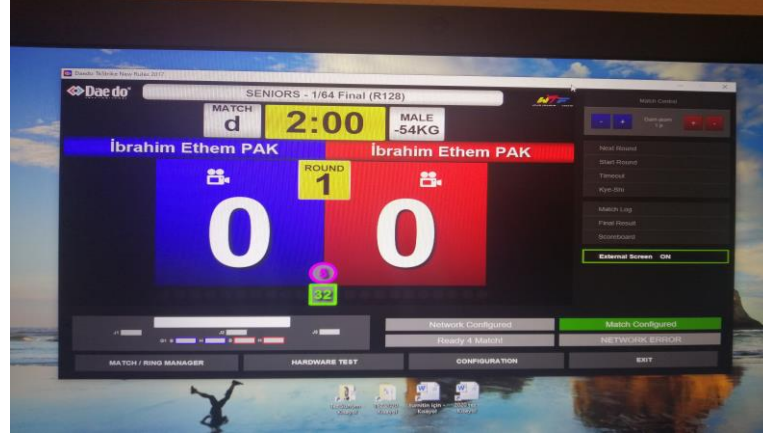 Daedo TkStrike New Rules 2017
Dae do
SENIORS - 1/64 Final (R128)
WTF
MATCH
d
2:00
MALE
-54KG
İbrahim Ethem PAK
İbrahim Ethem PAK
ROUND
1
0
0
32
Match Control
Next Round
Start Round
Timeout
Kye-Shi
Match Log
Final Result
Scoreboard
External Screen ON
Network Configured
Match Configured
Ready 4 Match!
NETWORK ERROR
MATCH / RING MANAGER
HARDWARE TEST
CONFIGURATION
EXIT